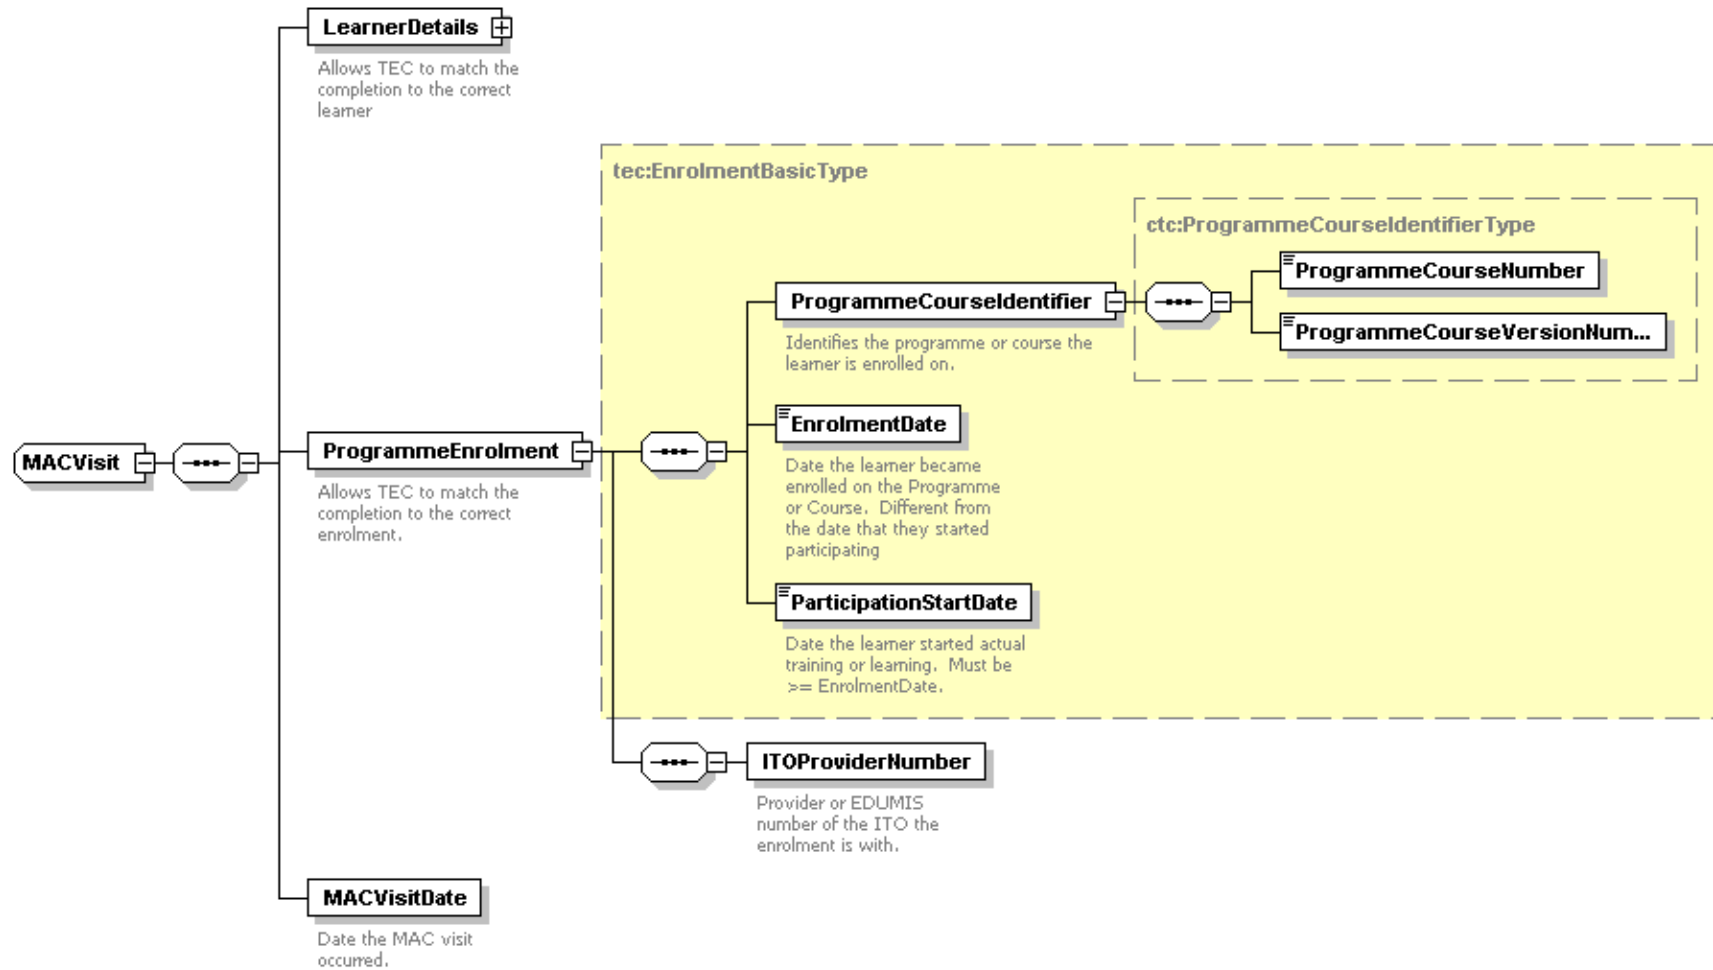 LearnerDetails
Allows TEC to match the
completion to the correct
learner
tec:EnrolmentBasicType
ctc:ProgrammeCourseIdentifierType
ProgrammeCourseNumber
ProgrammeCourseIdentifier
ProgrammeCourseVersionNum...
Identifies the programme or course the
learner is enrolled on.
EnrolmentDate
MACVisit
ProgrammeEnrolment
Date the learner became
enrolled on the Programme
or Course.  Different from
the date that they started
participating
Allows TEC to match the
completion to the correct
enrolment.
ParticipationStartDate
Date the learner started actual
training or learning.  Must be
>= EnrolmentDate.
ITOProviderNumber
Provider or EDUMIS
number of the ITO the
enrolment is with.
MACVisitDate
Date the MAC visit
occurred.